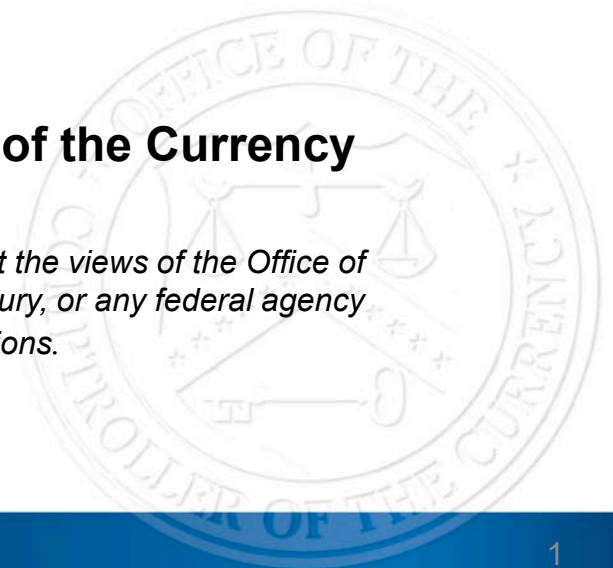 of the Currency
t the views of the Office of
ury, or any federal agency
ions.
OFFICE OF THE
COMPTROLLER OF THE CURRENCY
1